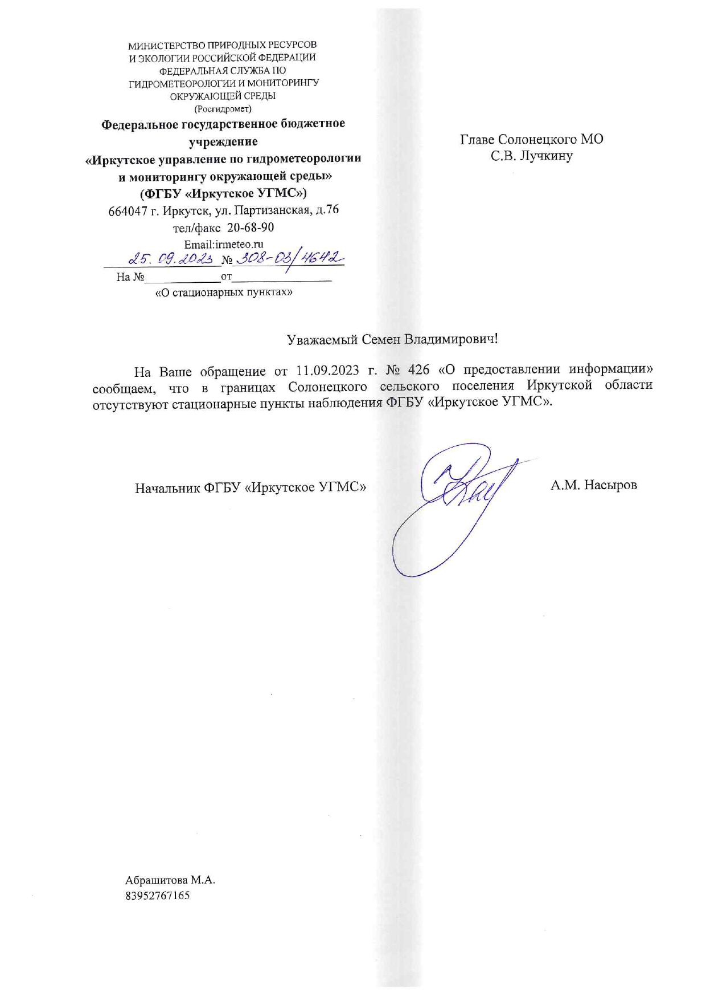 МИНИСТЕРСТВО ПРИРОДНЫХ РЕСУРСОВ
И ЭКОЛОГИИ РОССИЙСКОЙ ФЕДЕРАЦИИ
ФЕДЕРАЛЬНАЯ СЛУЖБА ПО
ГИДРОМЕТЕОРОЛОГИИ И МОНИТОРИНГУ
ОКРУЖАЮЩЕЙ СРЕДЫ
(Росгидромет)
Федеральное государственное бюджетное
учреждение
«Иркутское управление по гидрометеорологии
и мониторингу окружающей среды»
(ФГБУ «Иркутское УГМС»)
664047 г. Иркутск, ул. Партизанская, д.76
тел/факс 20-68-90
Email:irmeteo.ru
25. 09. 2023 № 308-03/4642
На №____________от________________
«О стационарных пунктах»
Главе Солонецкого МО
С.В. Лучкину
Уважаемый Семен Владимирович!
На Ваше обращение от 11.09.2023 г. № 426 «О предоставлении информации»
сообщаем, что в границах Солонецкого сельского поселения Иркутской области
отсутствуют стационарные пункты наблюдения ФГБУ «Иркутское УГМС».
Начальник ФГБУ «Иркутское УГМС»
А.М. Насыров
Абрашитова М.А.
83952767165